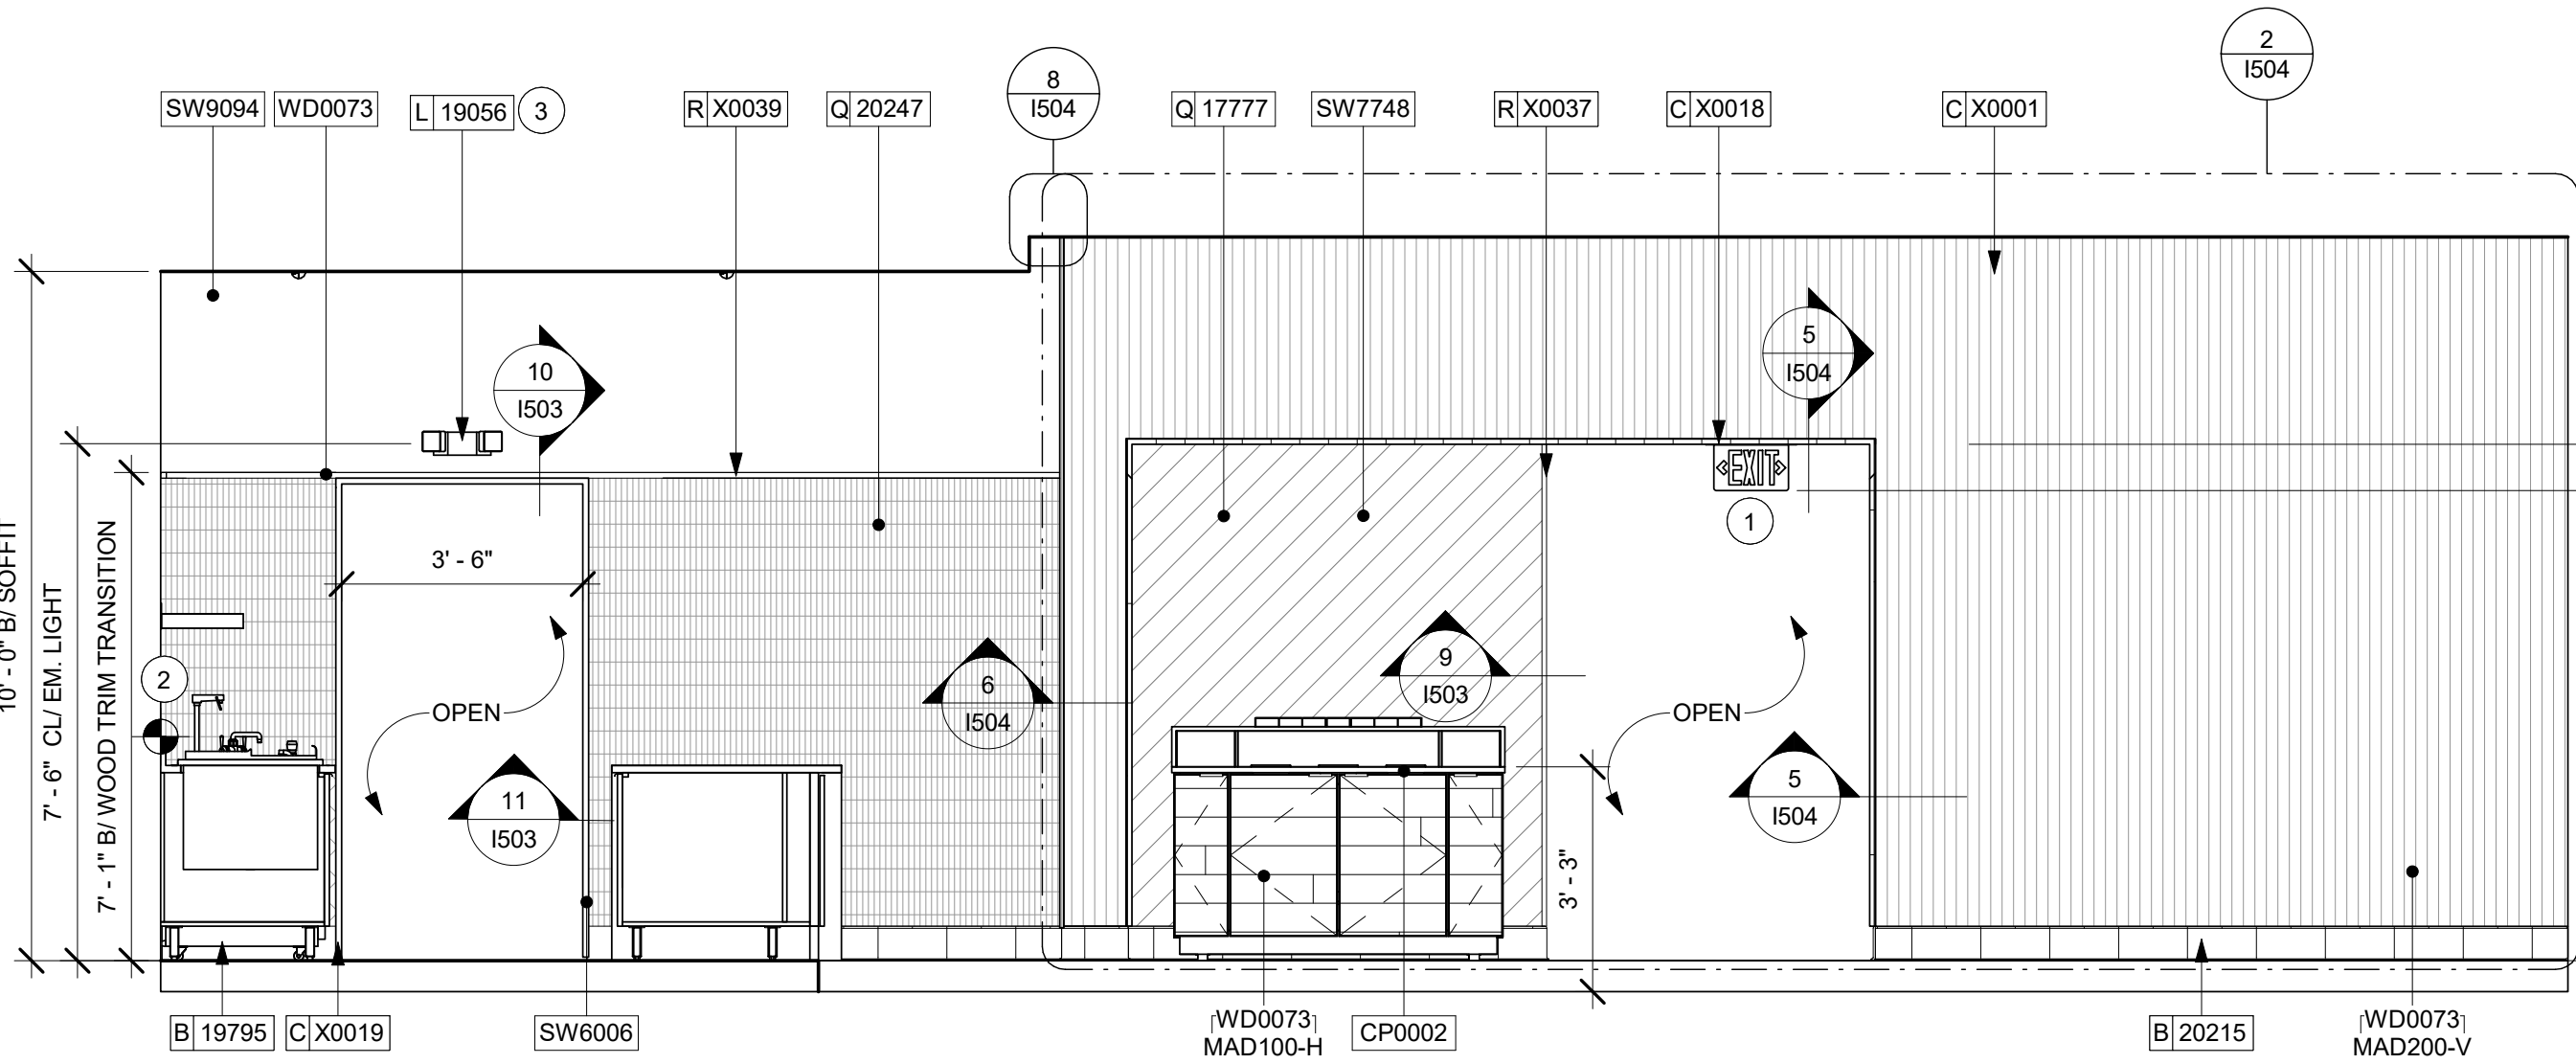 2
I504
8
I504
SW9094 WD0073 L 19056 3 R X0039 Q 20247 Q 17777 SW7748 R X0037 C X0018 C X0001
10
I503
5
I504
EXIT
1
3' - 6"
OPEN
2
6
I504
9
I503
OPEN
11
I503
5
I504
10' - 0" B/ SOFFIT
7' - 6" CL/ EM. LIGHT
7' - 1" B/ WOOD TRIM TRANSITION
3' - 3"
B 19795 C X0019 SW6006
WD0073
MAD100-H
CP0002
B 20215
WD0073
MAD200-V